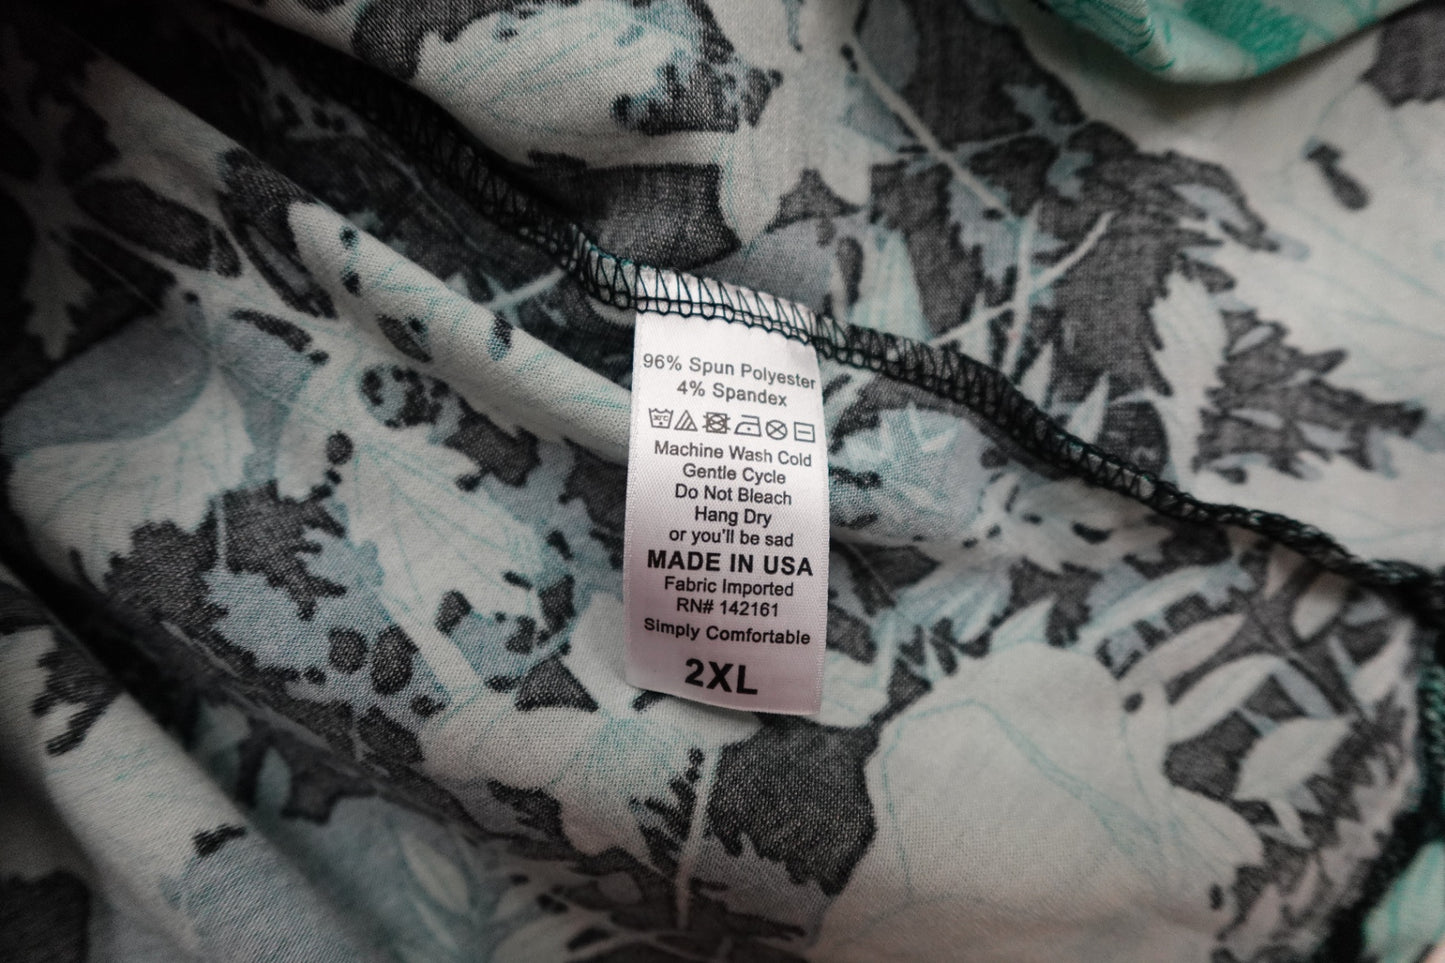 96% Spun Polyester
4% Spandex
30°C
Machine Wash Cold
Gentle Cycle
Do Not Bleach
Hang Dry
or you'll be sad
MADE IN USA
Fabric Imported
RN# 142161
Simply Comfortable
2XL